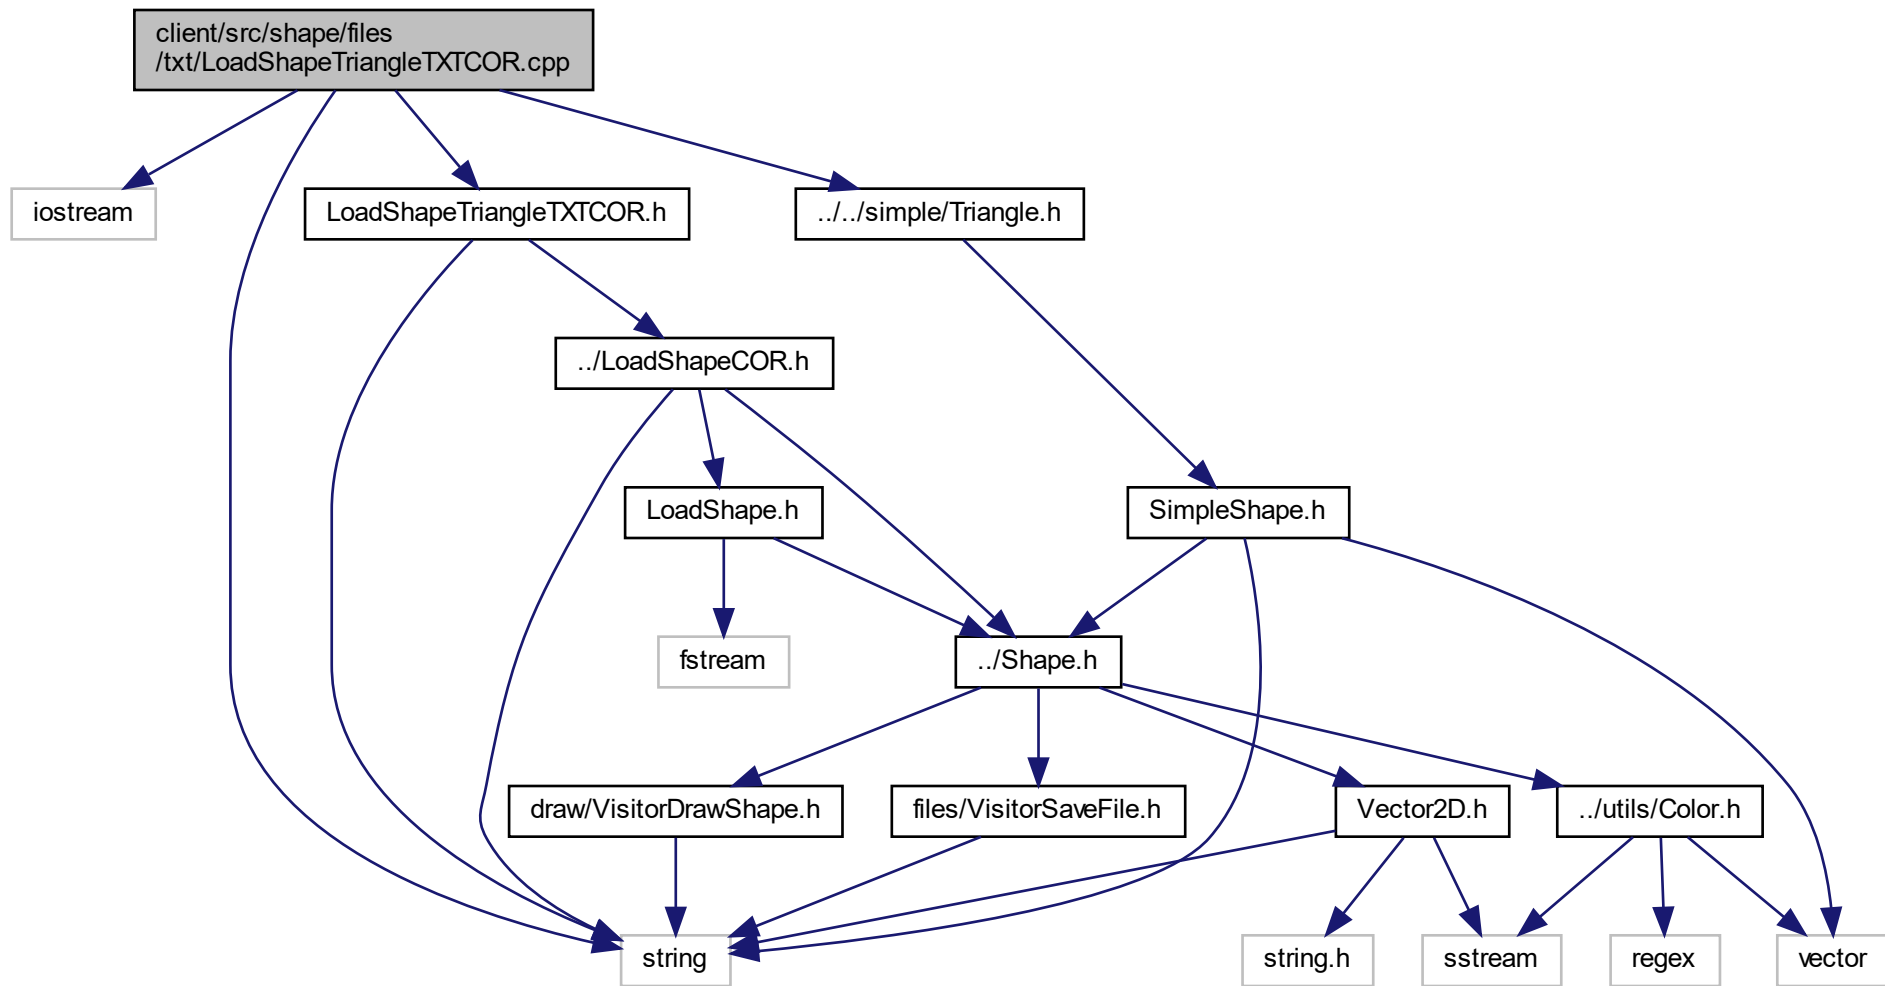 client/src/shape/files
/txt/LoadShapeTriangleTXTCOR.cpp
iostream
LoadShapeTriangleTXTCOR.h
../../simple/Triangle.h
../LoadShapeCOR.h
LoadShape.h
SimpleShape.h
fstream
../Shape.h
draw/VisitorDrawShape.h
files/VisitorSaveFile.h
Vector2D.h
../utils/Color.h
string
string.h
sstream
regex
vector